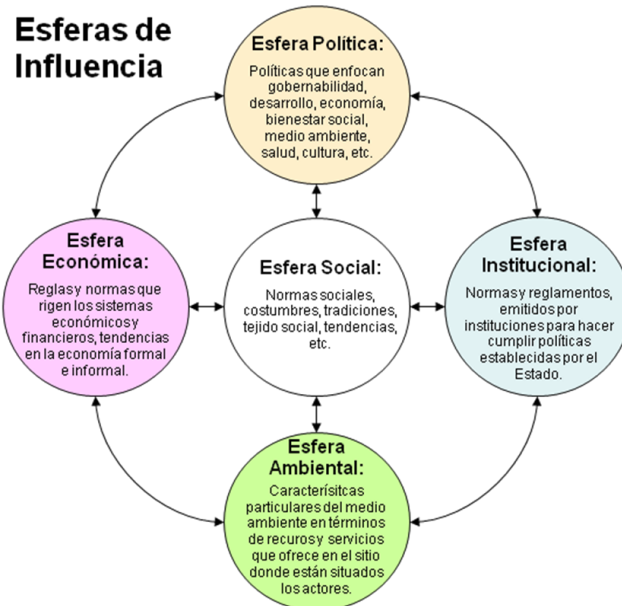 Esferas de
Influencia
Esfera Política:
Políticas que enfocan
gobernabilidad,
desarrollo, economía,
bienestar social,
medio ambiente,
salud, cultura, etc.
Esfera
Económica:
Reglas y normas que
rigen los sistemas
económicos y
financieros, tendencias
en la economía formal
e informal.
Esfera Social:
Normas sociales,
costumbres, tradiciones,
tejido social, tendencias,
etc.
Esfera
Institucional:
Normas y reglamentos,
emitidos por
instituciones para hacer
cumplir políticas
establecidas por el
Estado.
Esfera
Ambiental:
Caracterísitcas
particulares del medio
ambiente en términos
de recuros y servicios
que ofrece en el sitio
donde están situados
los actores.